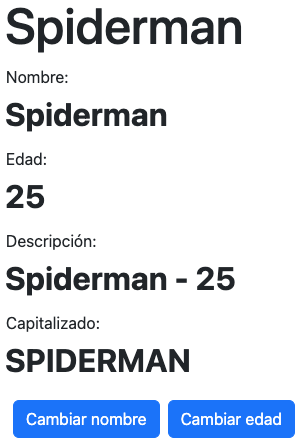 Spiderman
Nombre:
Spiderman
Edad:
25
Descripción:
Spiderman - 25
Capitalizado:
SPIDERMAN
Cambiar nombre Cambiar edad